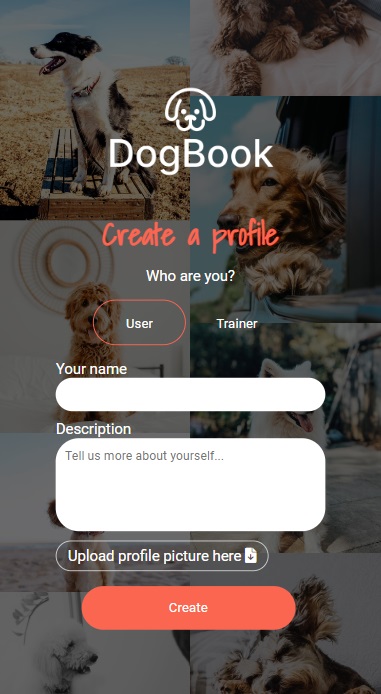 DogBook
Create a profile
Who are you?
User
Trainer
Your name
Description
Tell us more about yourself...
Upload profile picture here
Create